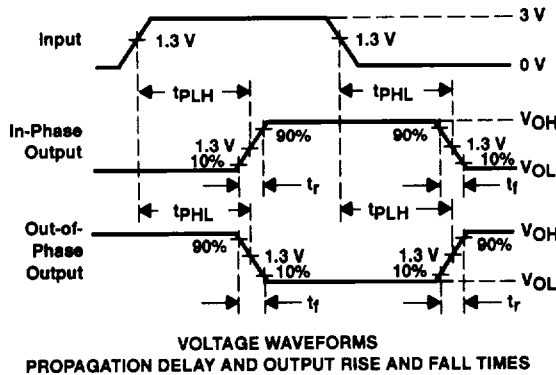 3 V
Input
1.3 V
1.3 V
0 V
tPLH
tPHL
In-Phase
Output
VOH
90%
90%
1.3 V
10%
1.3 V
10%
VOL
tr
tf
tPHL
tPLH
Out-of-
Phase
Output
VOH
90%
90%
1.3 V
10%
1.3 V
10%
VOL
tf
tr
VOLTAGE WAVEFORMS
PROPAGATION DELAY AND OUTPUT RISE AND FALL TIMES